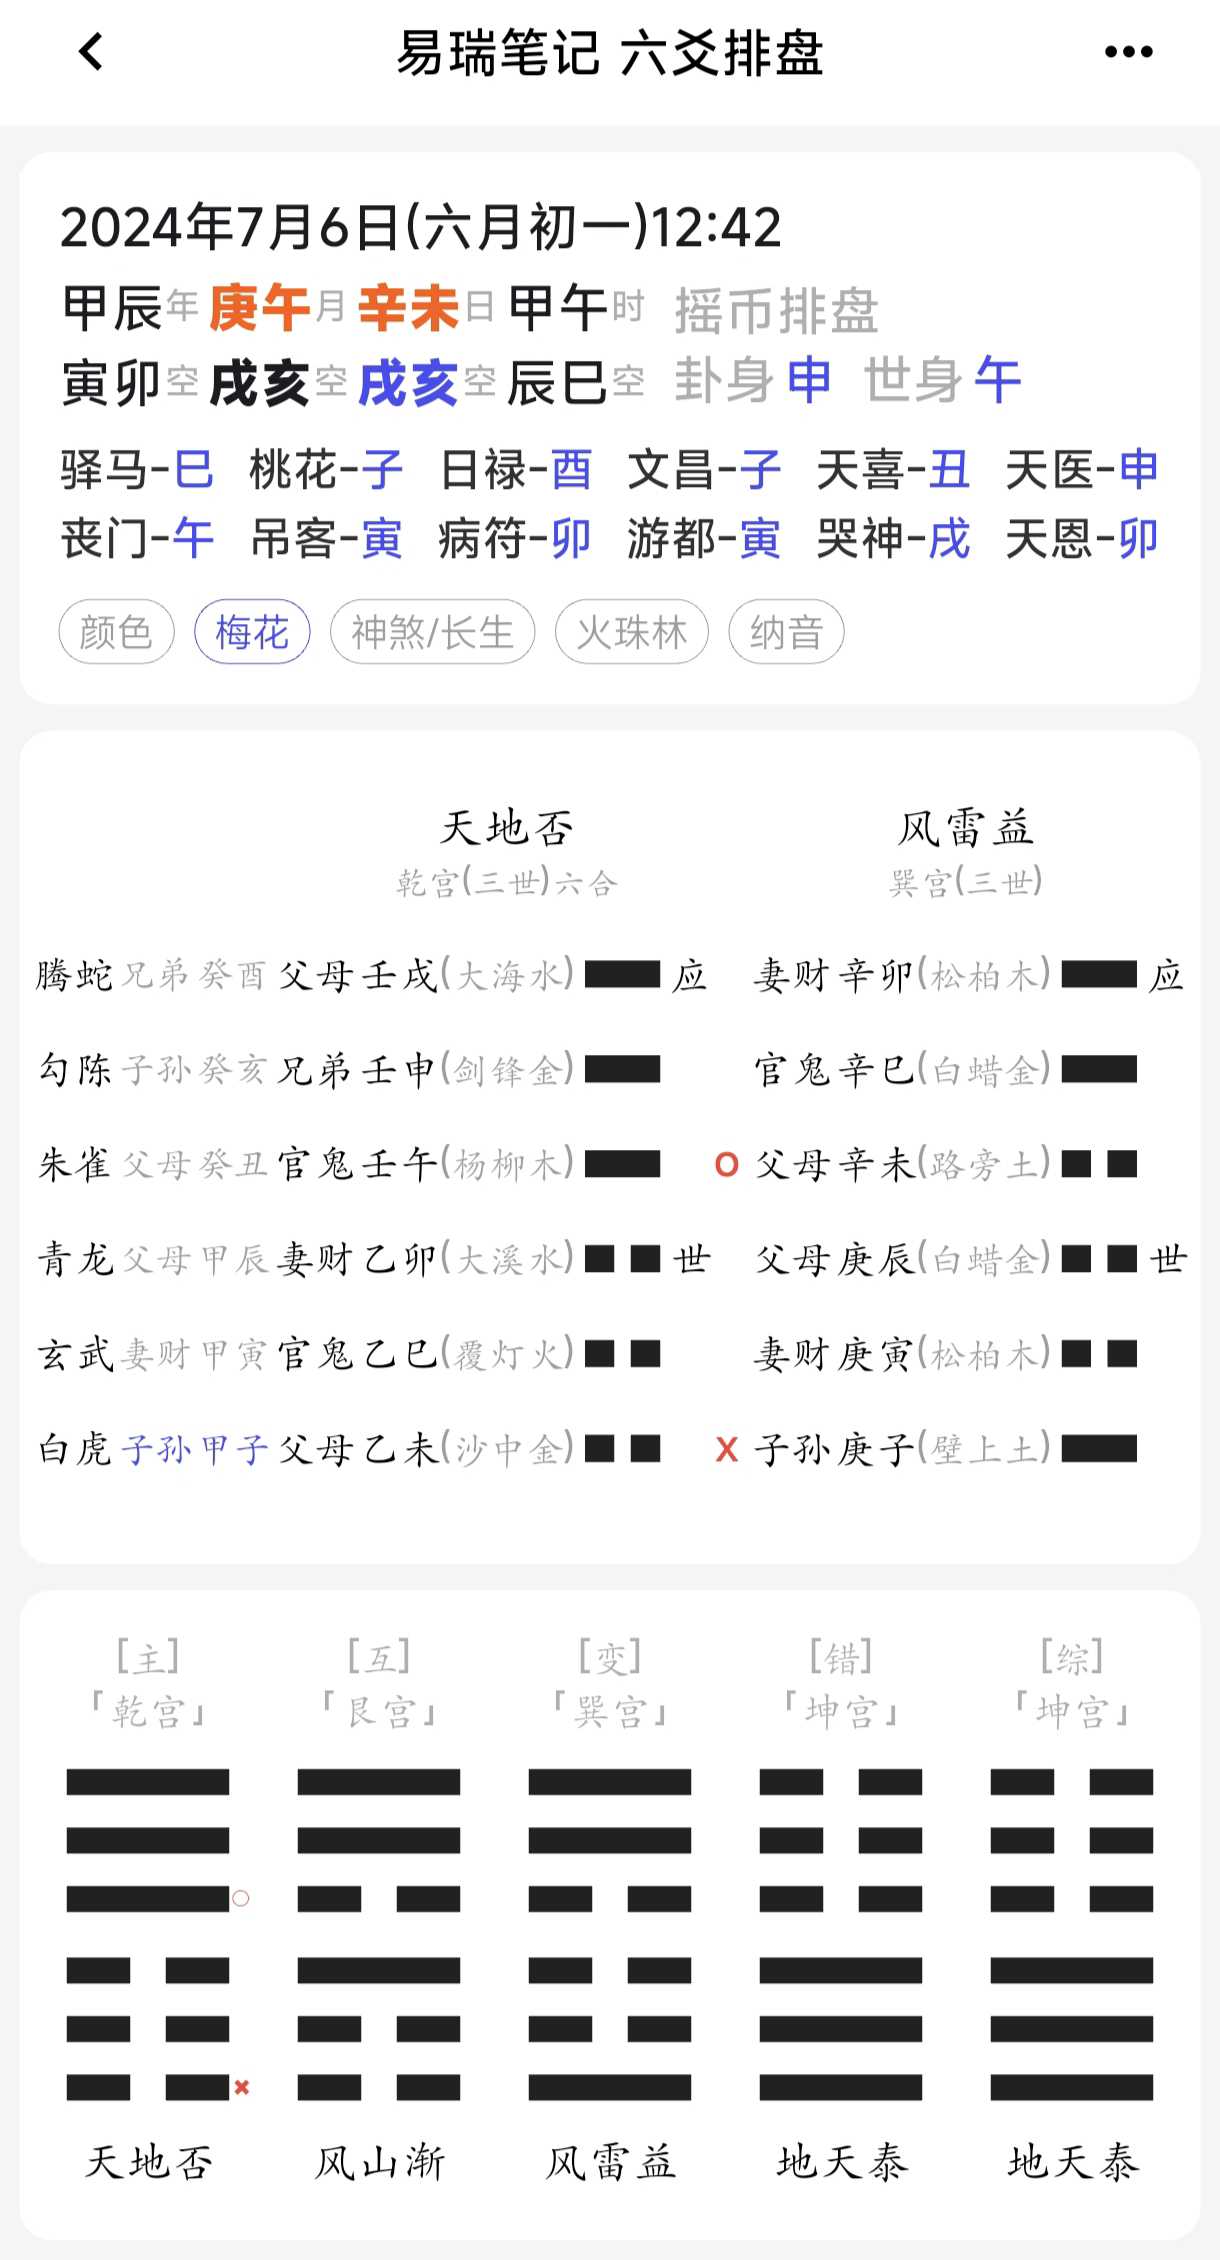 易瑞笔记 六爻排盘
2024年7月6日(六月初一)12:42
甲辰年 庚午月 辛未日 甲午时 摇币排盘
寅卯空 戌亥空 戌亥空 辰巳空 卦身申 世身午
驿马-巳 桃花-子 日禄-酉 文昌-子 天喜-丑 天医-申
丧门-午 吊客-寅 病符-卯 游都-寅 哭神-戌 天恩-卯
颜色 梅花 神煞/长生 火珠林 纳音
天地否 风雷益
乾宫(三世)六合 巽宫(三世)
腾蛇 兄弟癸酉 父母壬戌(大海水) 应 妻财辛卯(松柏木) 应
勾陈 子孙癸亥 兄弟壬申(剑锋金) 官鬼辛巳(白蜡金)
朱雀 父母癸丑 官鬼壬午(杨柳木) O 父母辛未(路旁土)
青龙 父母甲辰 妻财乙卯(大溪水) 世 父母庚辰(白蜡金) 世
玄武 妻财甲寅 官鬼乙巳(覆灯火) 妻财庚寅(松柏木)
白虎 子孙甲子 父母乙未(沙中金) X 子孙庚子(壁上土)
[主] [互] [变] [错] [综]
「乾宫」 「艮宫」 「巽宫」 「坤宫」 「坤宫」
天地否 风山渐 风雷益 地天泰 地天泰